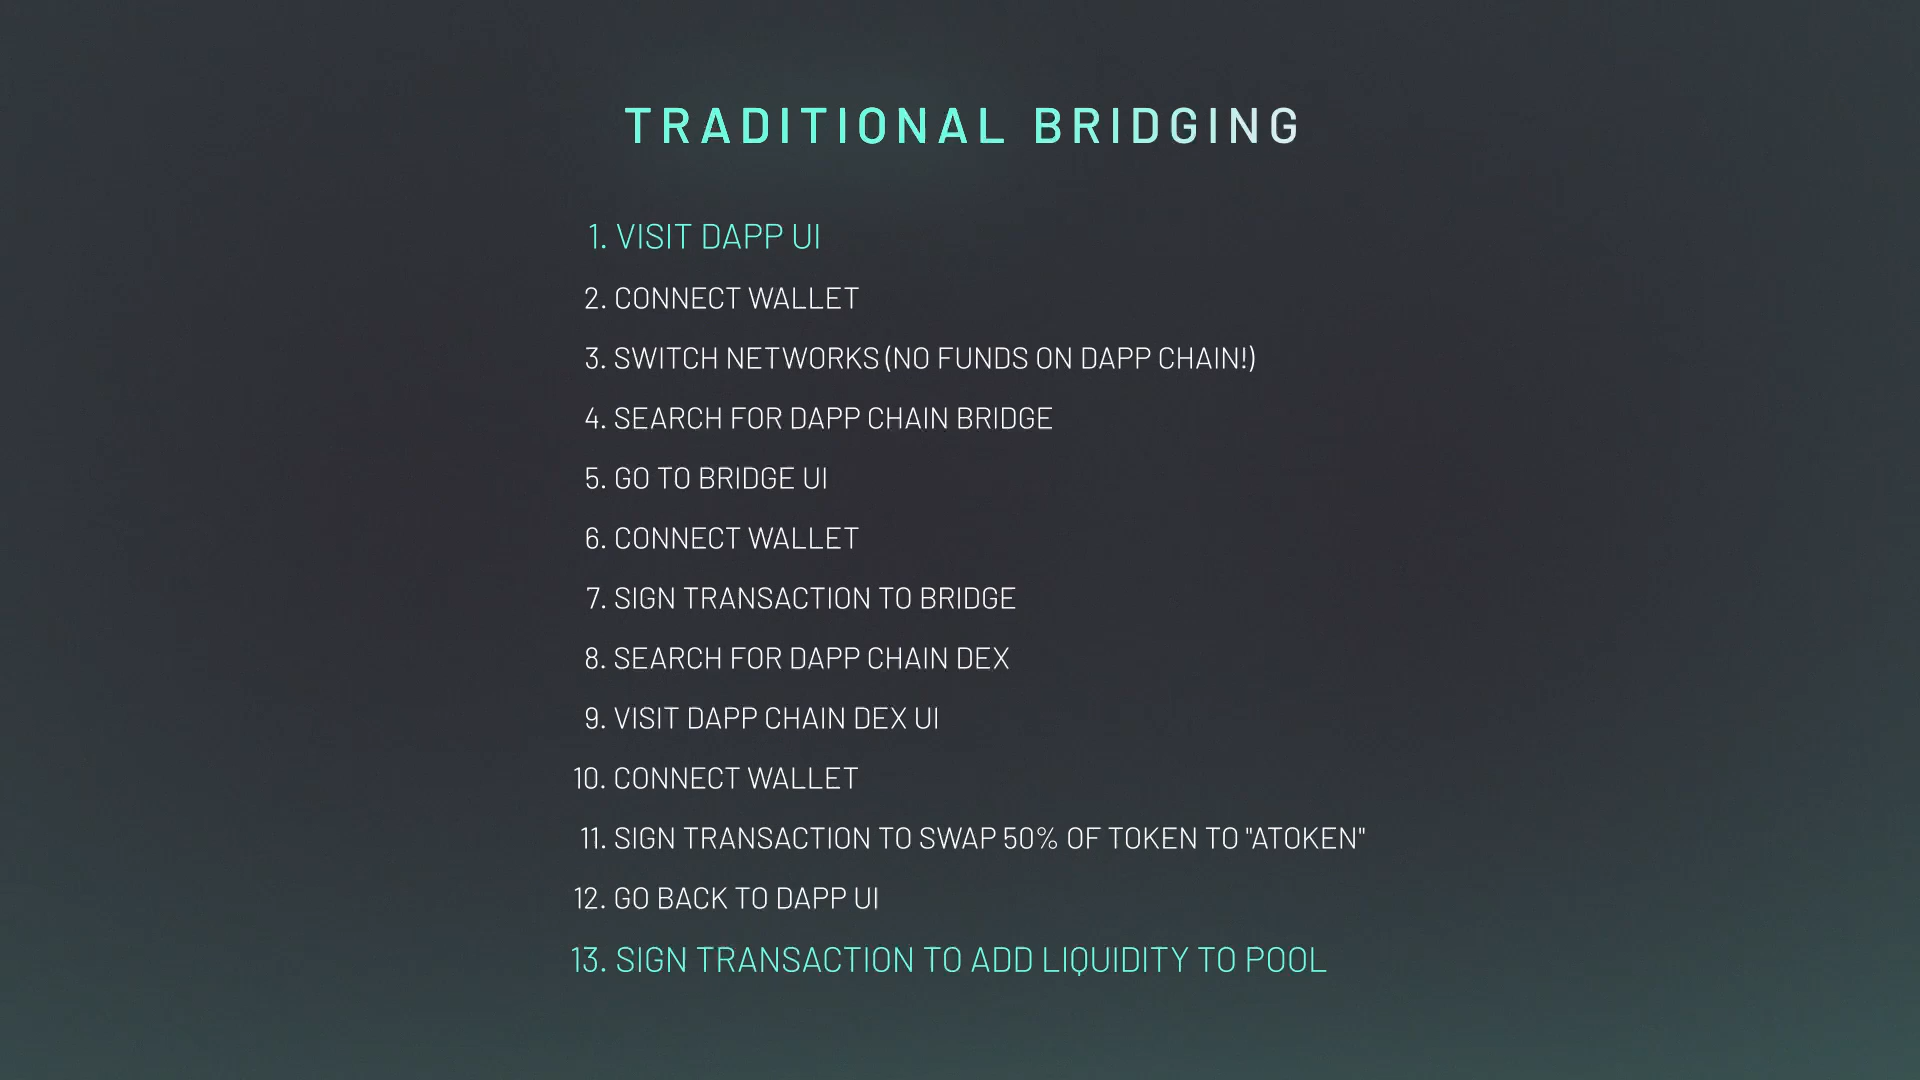 TRADITIONAL BRIDGING
1. VISIT DAPP UI
2. CONNECT WALLET
3. SWITCH NETWORKS (NO FUNDS ON DAPP CHAIN!)
4. SEARCH FOR DAPP CHAIN BRIDGE
5. GO TO BRIDGE UI
6. CONNECT WALLET
7. SIGN TRANSACTION TO BRIDGE
8. SEARCH FOR DAPP CHAIN DEX
9. VISIT DAPP CHAIN DEX UI
10. CONNECT WALLET
11. SIGN TRANSACTION TO SWAP 50% OF TOKEN TO "ATOKEN"
12. GO BACK TO DAPP UI
13. SIGN TRANSACTION TO ADD LIQUIDITY TO POOL